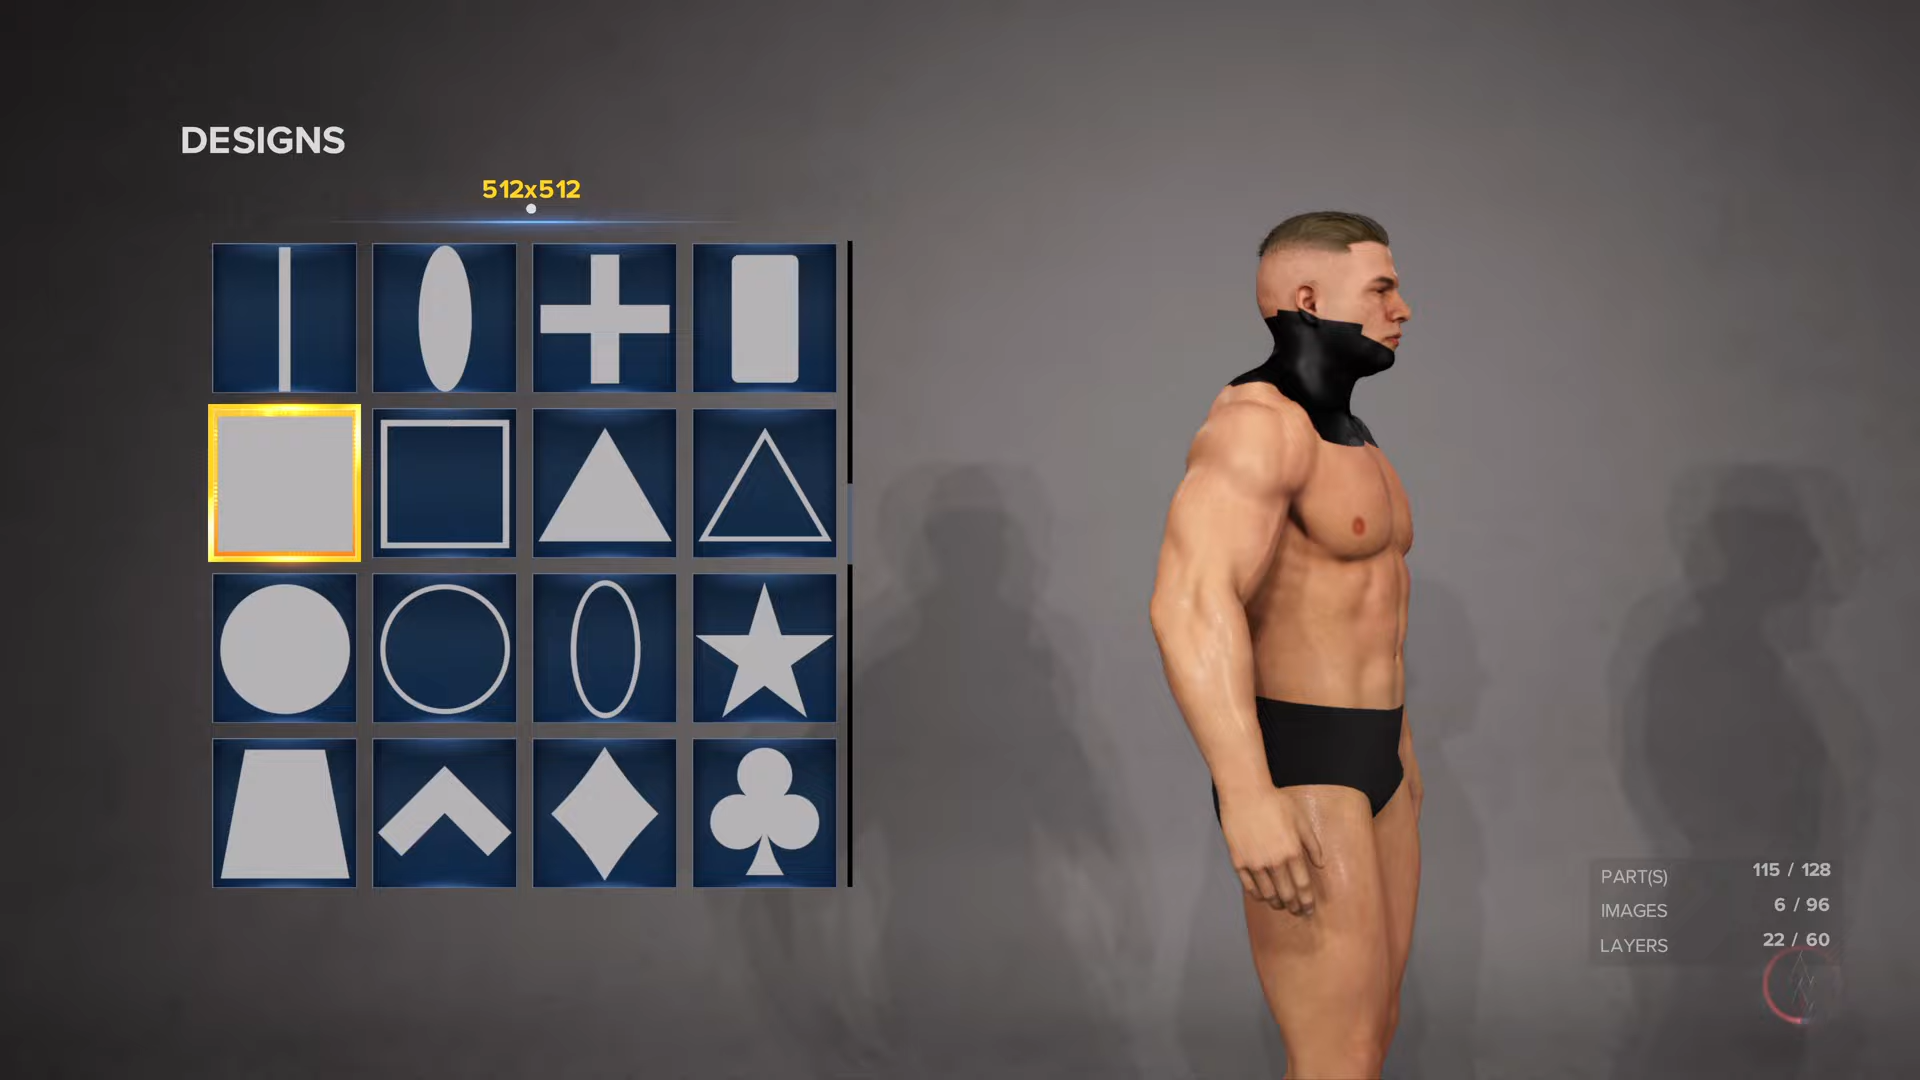 DESIGNS
512x512
PART(S) 115 / 128
IMAGES 6 / 96
LAYERS 22 / 60